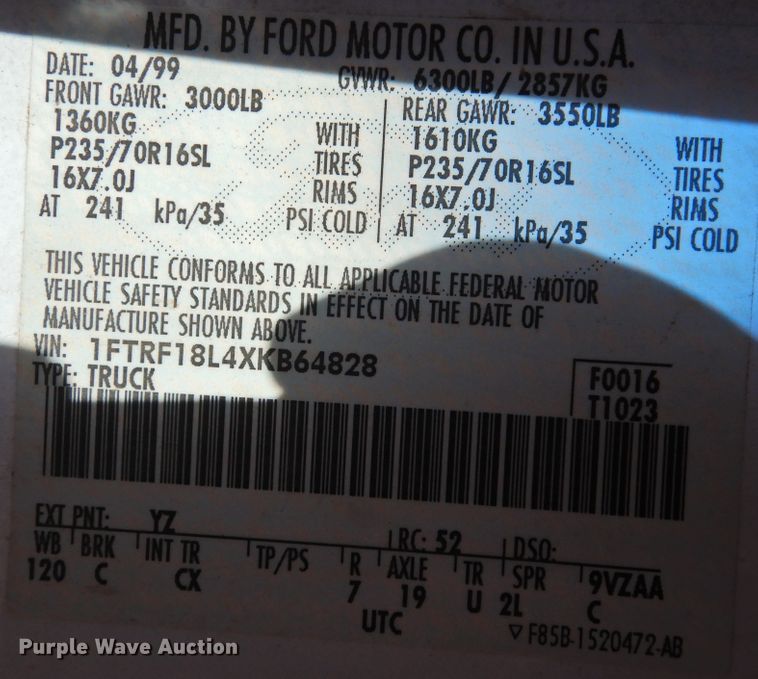 MFD. BY FORD MOTOR CO. IN U.S.A.
DATE: 04/99 GVWR: 6300LB/ 2857KG
FRONT GAWR: 3000LB REAR GAWR: 3550LB
1360KG WITH 1610KG WITH
P235/70R16SL TIRES P235/70R16SL TIRES
16X7.0J RIMS 16X7.0J RIMS
AT 241 kPa/35 PSI COLD AT 241 kPa/35 PSI COLD
THIS VEHICLE CONFORMS TO ALL APPLICABLE FEDERAL MOTOR
VEHICLE SAFETY STANDARDS IN EFFECT ON THE DATE OF
MANUFACTURE SHOWN ABOVE.
VIN: 1FTRF18L4XKB64828 F0016
TYPE: TRUCK T1023
EXT PNT: YZ RC: 52 DSO:
WB BRK INT TR TP/PS R AXLE TR SPR 9VZAA
120 C CX 7 19 U 2L C
UTC ▽ F85B-1520472-AB
Purple Wave Auction